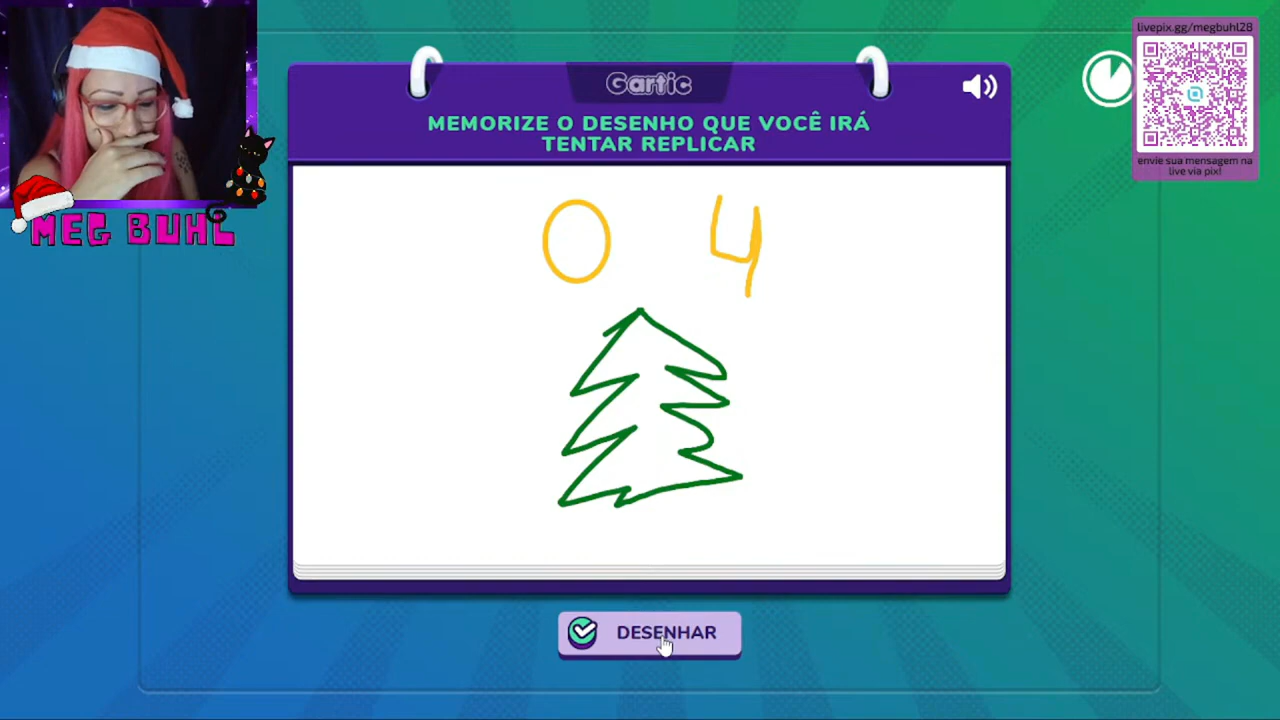 livepix.gg/megbuhl28
Gartic
MEMORIZE O DESENHO QUE VOCÊ IRÁ
TENTAR REPLICAR
envie sua mensagem na
live via pix!
MEG BUHL
0 4
DESENHAR